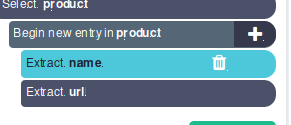 Select. product
Begin new entry in product
Extract. name.
Extract. url.